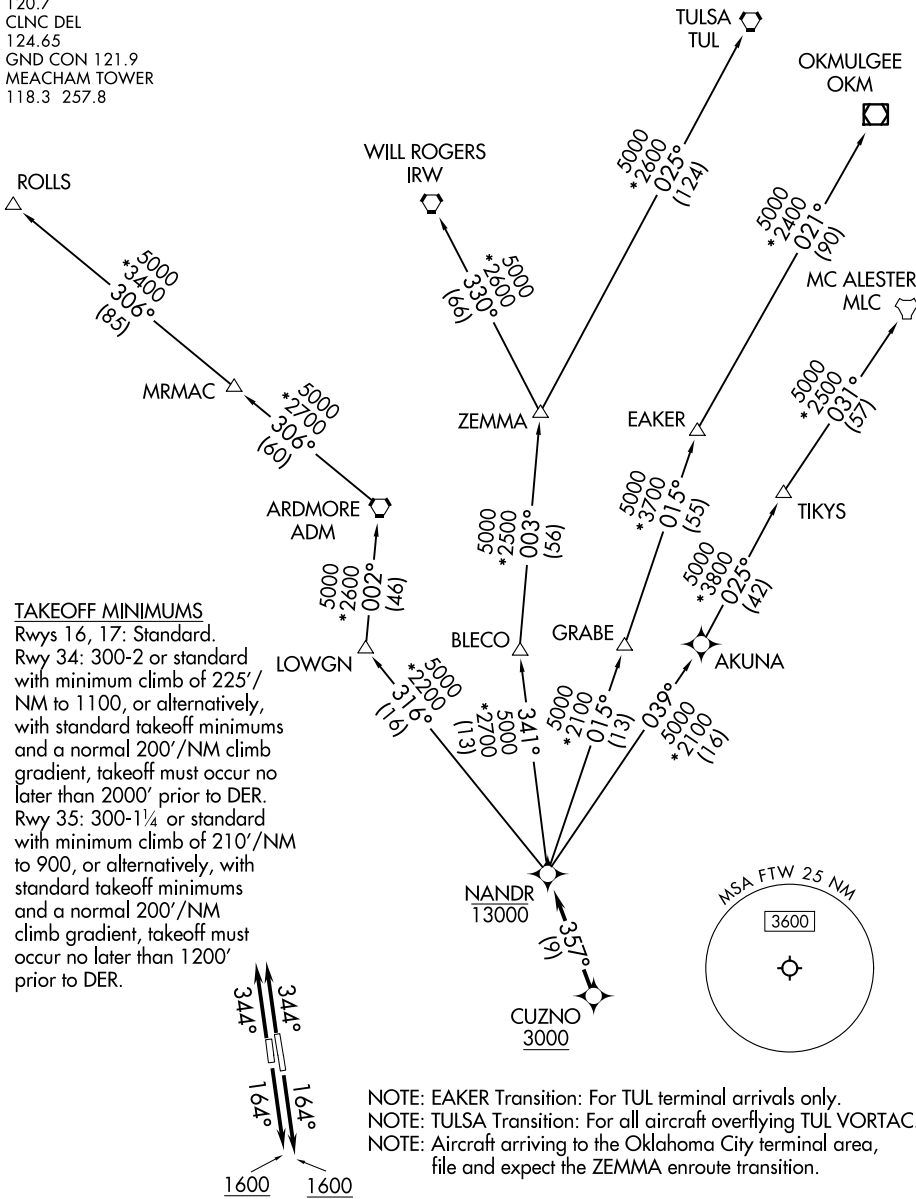 120.7
CLNC DEL
124.65
GND CON 121.9
MEACHAM TOWER
118.3 257.8
TULSA
TUL
OKMULGEE
OKM
WILL ROGERS
IRW
ROLLS
5000
*2600
025°
(124)
5000
*2400
021°
(90)
MC ALESTER
MLC
5000
*3400
306°
(85)
5000
*2600
330°
(66)
5000
*2500
031°
(57)
MRMAC
5000
*2700
306°
(60)
ZEMMA
EAKER
5000
*3700
015°
(55)
TIKYS
ARDMORE
ADM
5000
*2500
003°
(56)
5000
*2600
002°
(46)
5000
*3800
025°
(42)
TAKEOFF MINIMUMS
Rwys 16, 17: Standard.
Rwy 34: 300-2 or standard
with minimum climb of 225'/
NM to 1100, or alternatively,
with standard takeoff minimums
and a normal 200'/NM climb
gradient, takeoff must occur no
later than 2000' prior to DER.
Rwy 35: 300-1¼ or standard
with minimum climb of 210'/NM
to 900, or alternatively, with
standard takeoff minimums
and a normal 200'/NM
climb gradient, takeoff must
occur no later than 1200'
prior to DER.
LOWGN
BLECO
GRABE
AKUNA
5000
*2200
316°
(16)
341°
5000
*2700
(13)
5000
*2100
015°
(13)
039°
5000
*2100
(16)
NANDR
13000
357°
(9)
CUZNO
3000
MSA FTW 25 NM
3600
344°
344°
164°
164°
1600
1600
NOTE: EAKER Transition: For TUL terminal arrivals only.
NOTE: TULSA Transition: For all aircraft overflying TUL VORTAC.
NOTE: Aircraft arriving to the Oklahoma City terminal area,
file and expect the ZEMMA enroute transition.